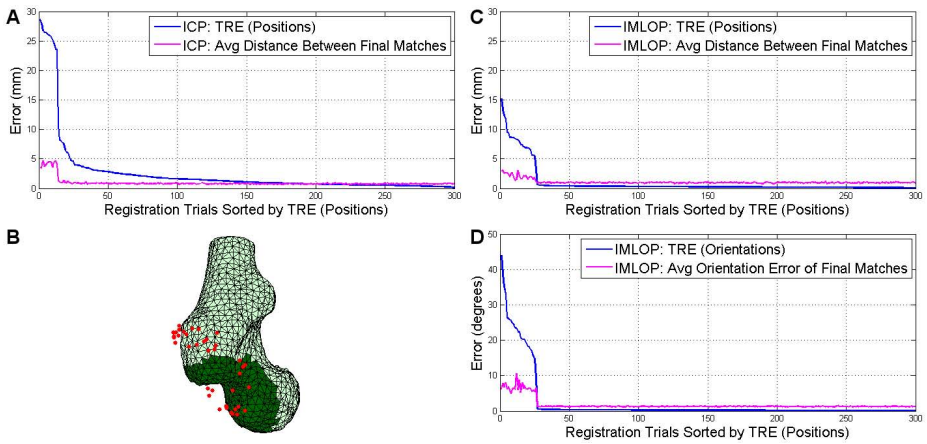 A
ICP: TRE (Positions)
ICP: Avg Distance Between Final Matches
Error (mm)
30
25
20
15
10
5
0
0 50 100 150 200 250 300
Registration Trials Sorted by TRE (Positions)
C
IMLOP: TRE (Positions)
IMLOP: Avg Distance Between Final Matches
Error (mm)
30
25
20
15
10
5
0
0 50 100 150 200 250 300
Registration Trials Sorted by TRE (Positions)
B
D
IMLOP: TRE (Orientations)
IMLOP: Avg Orientation Error of Final Matches
Error (degrees)
50
40
30
20
10
0
0 50 100 150 200 250 300
Registration Trials Sorted by TRE (Positions)